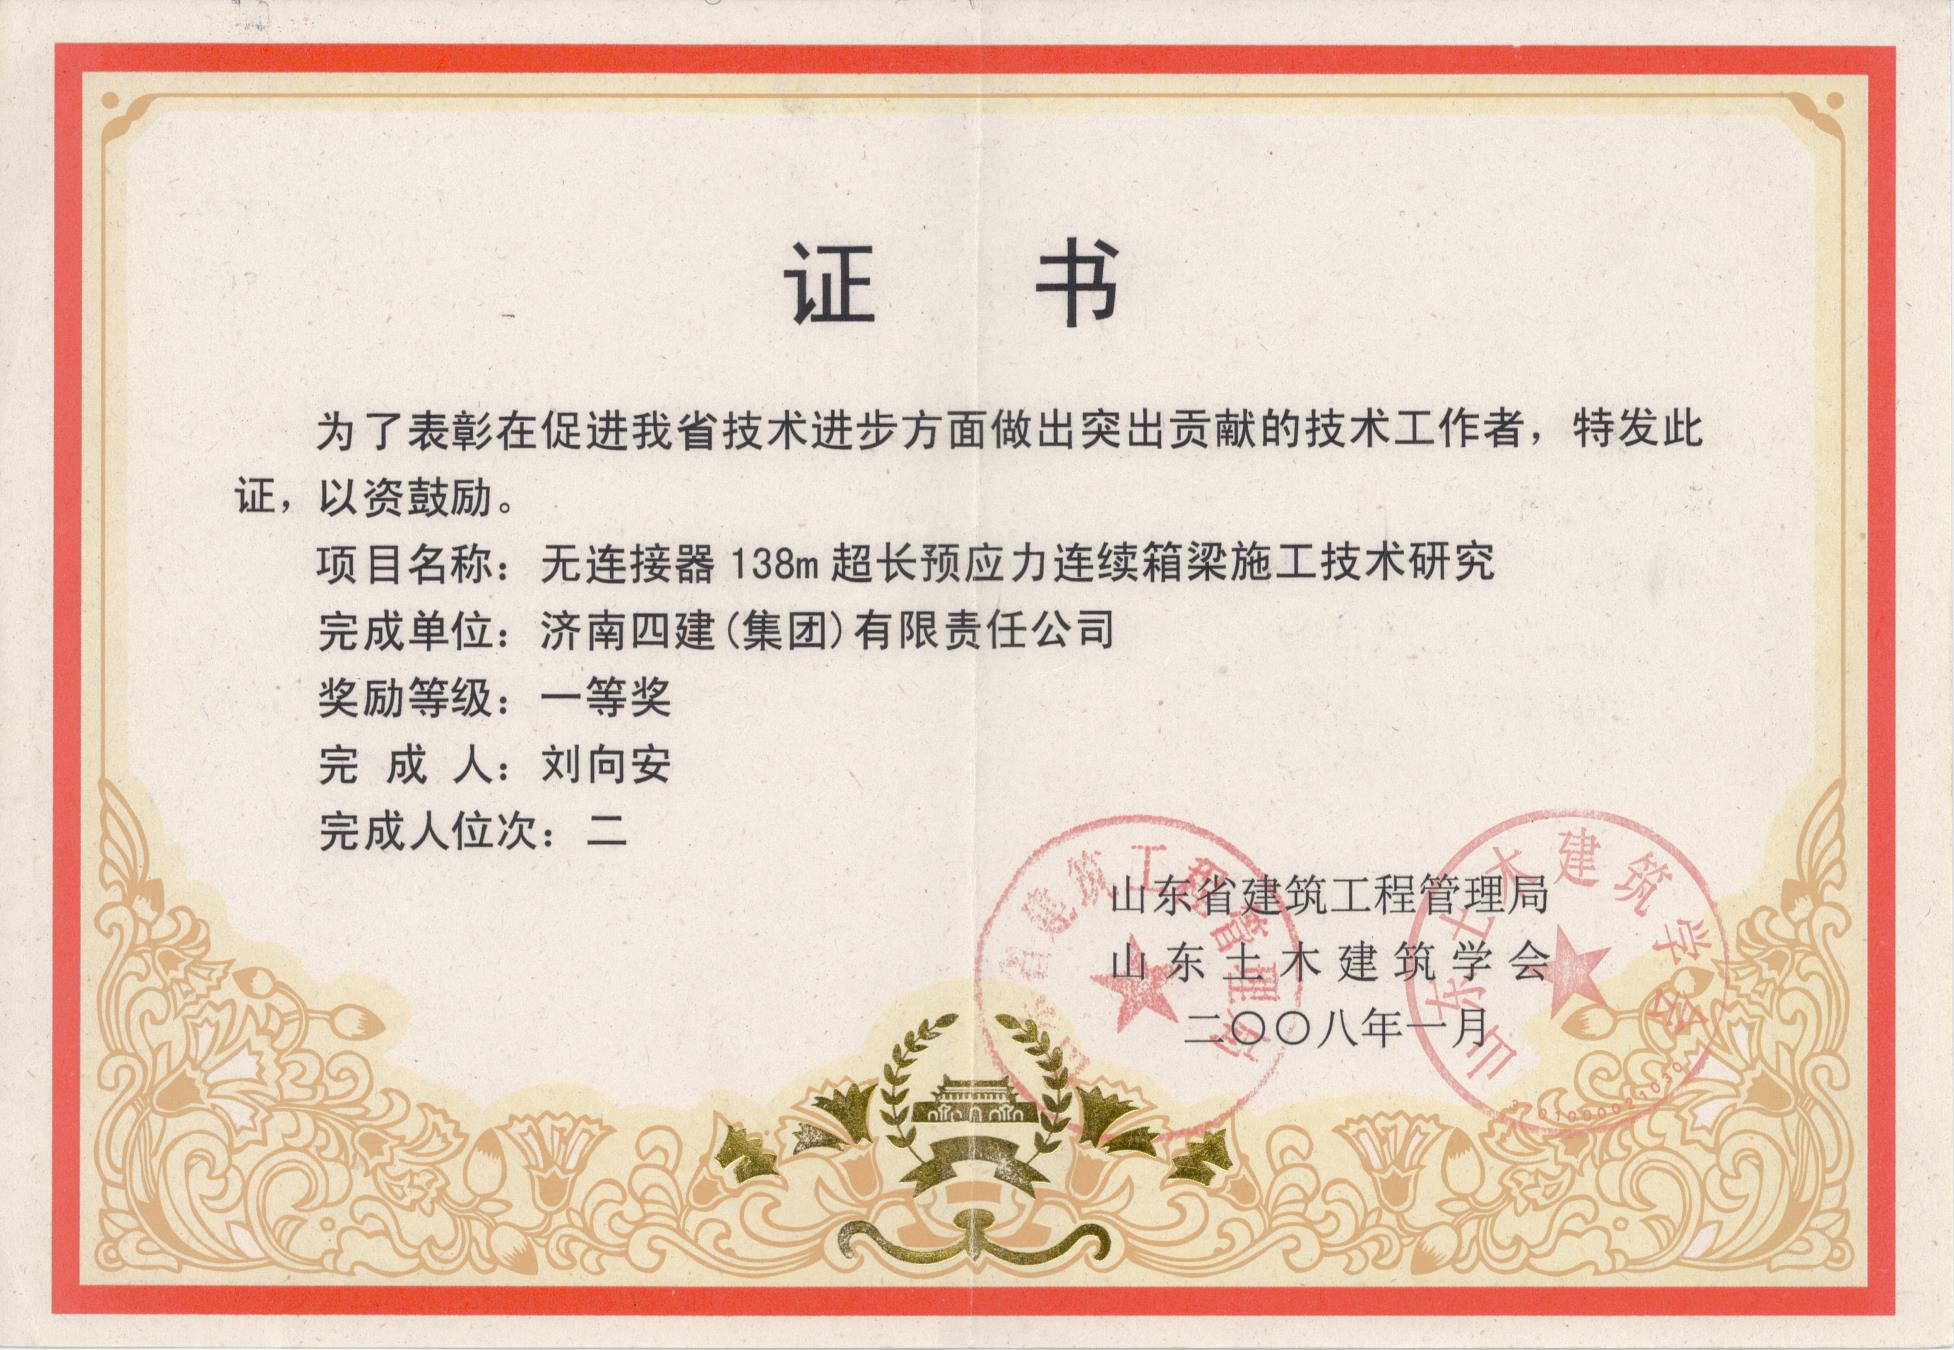 证 书
为了表彰在促进我省技术进步方面做出突出贡献的技术工作者，特发此
证，以资鼓励。
项目名称：无连接器138m超长预应力连续箱梁施工技术研究
完成单位：济南四建(集团)有限责任公司
奖励等级：一等奖
完 成 人：刘向安
完成人位次：二
山东省建筑工程管理局
山东土木建筑学会
二〇〇八年一月
省建筑工程管理局
山东土木建筑学会